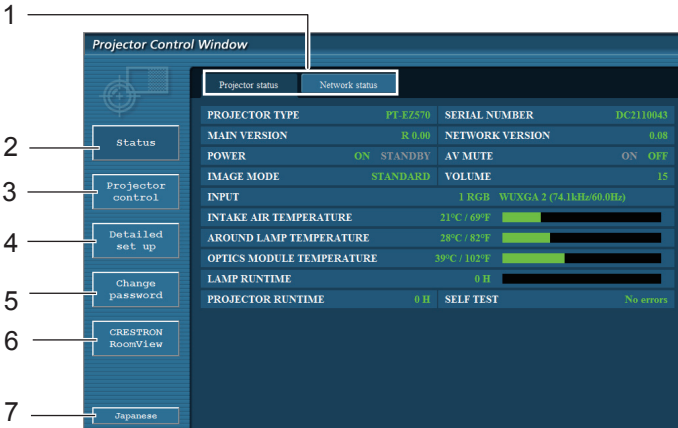 1
Projector Control Window
Projector status Network status
PROJECTOR TYPE PT-EZ570 SERIAL NUMBER DC2110043
2 Status
MAIN VERSION R 0.00 NETWORK VERSION 0.08
POWER ON STANDBY AV MUTE ON OFF
3 Projector
control
IMAGE MODE STANDARD VOLUME 15
INPUT 1 RGB WUXGA 2 (74.1kHz/60.0Hz)
INTAKE AIR TEMPERATURE 21°C / 69°F
4 Detailed
set up
AROUND LAMP TEMPERATURE 28°C / 82°F
OPTICS MODULE TEMPERATURE 39°C / 102°F
5 Change
password
LAMP RUNTIME 0 H
PROJECTOR RUNTIME 0 H SELF TEST No errors
6 CRESTRON
RoomView
7 Japanese